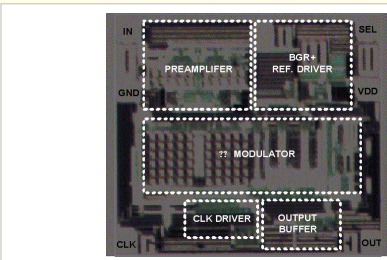 IN
SEL
PREAMPLIFER
BGR+
REF. DRIVER
GND
VDD
?? MODULATOR
CLK DRIVER
OUTPUT
BUFFER
CLK
OUT